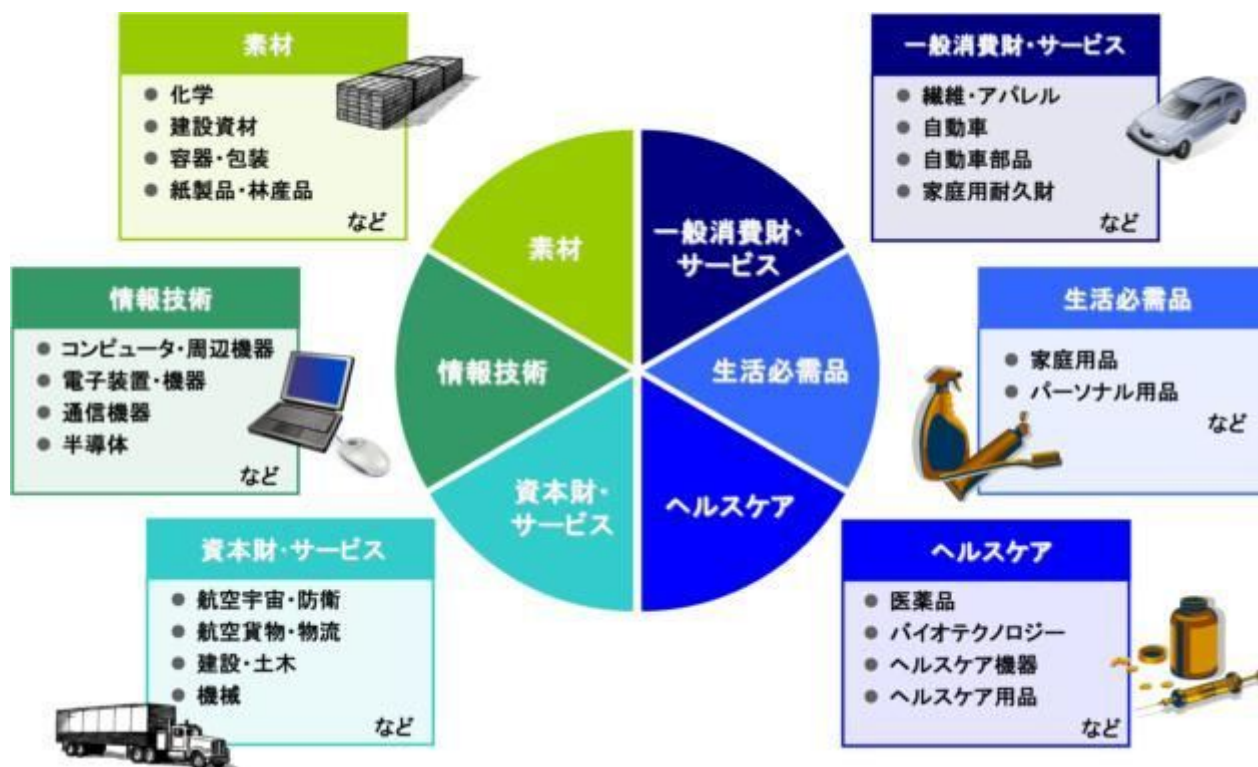 素材
● 化学
● 建設資材
● 容器・包装
● 紙製品・林産品
など
一般消費財・サービス
● 繊維・アパレル
● 自動車
● 自動車部品
● 家庭用耐久財
など
情報技術
● コンピュータ・周辺機器
● 電子装置・機器
● 通信機器
● 半導体
など
生活必需品
● 家庭用品
● パーソナル用品
など
資本財・サービス
● 航空宇宙・防衛
● 航空貨物・物流
● 建設・土木
● 機械
など
ヘルスケア
● 医薬品
● バイオテクノロジー
● ヘルスケア機器
● ヘルスケア用品
など
素材
一般消費財・
サービス
情報技術
生活必需品
資本財・
サービス
ヘルスケア